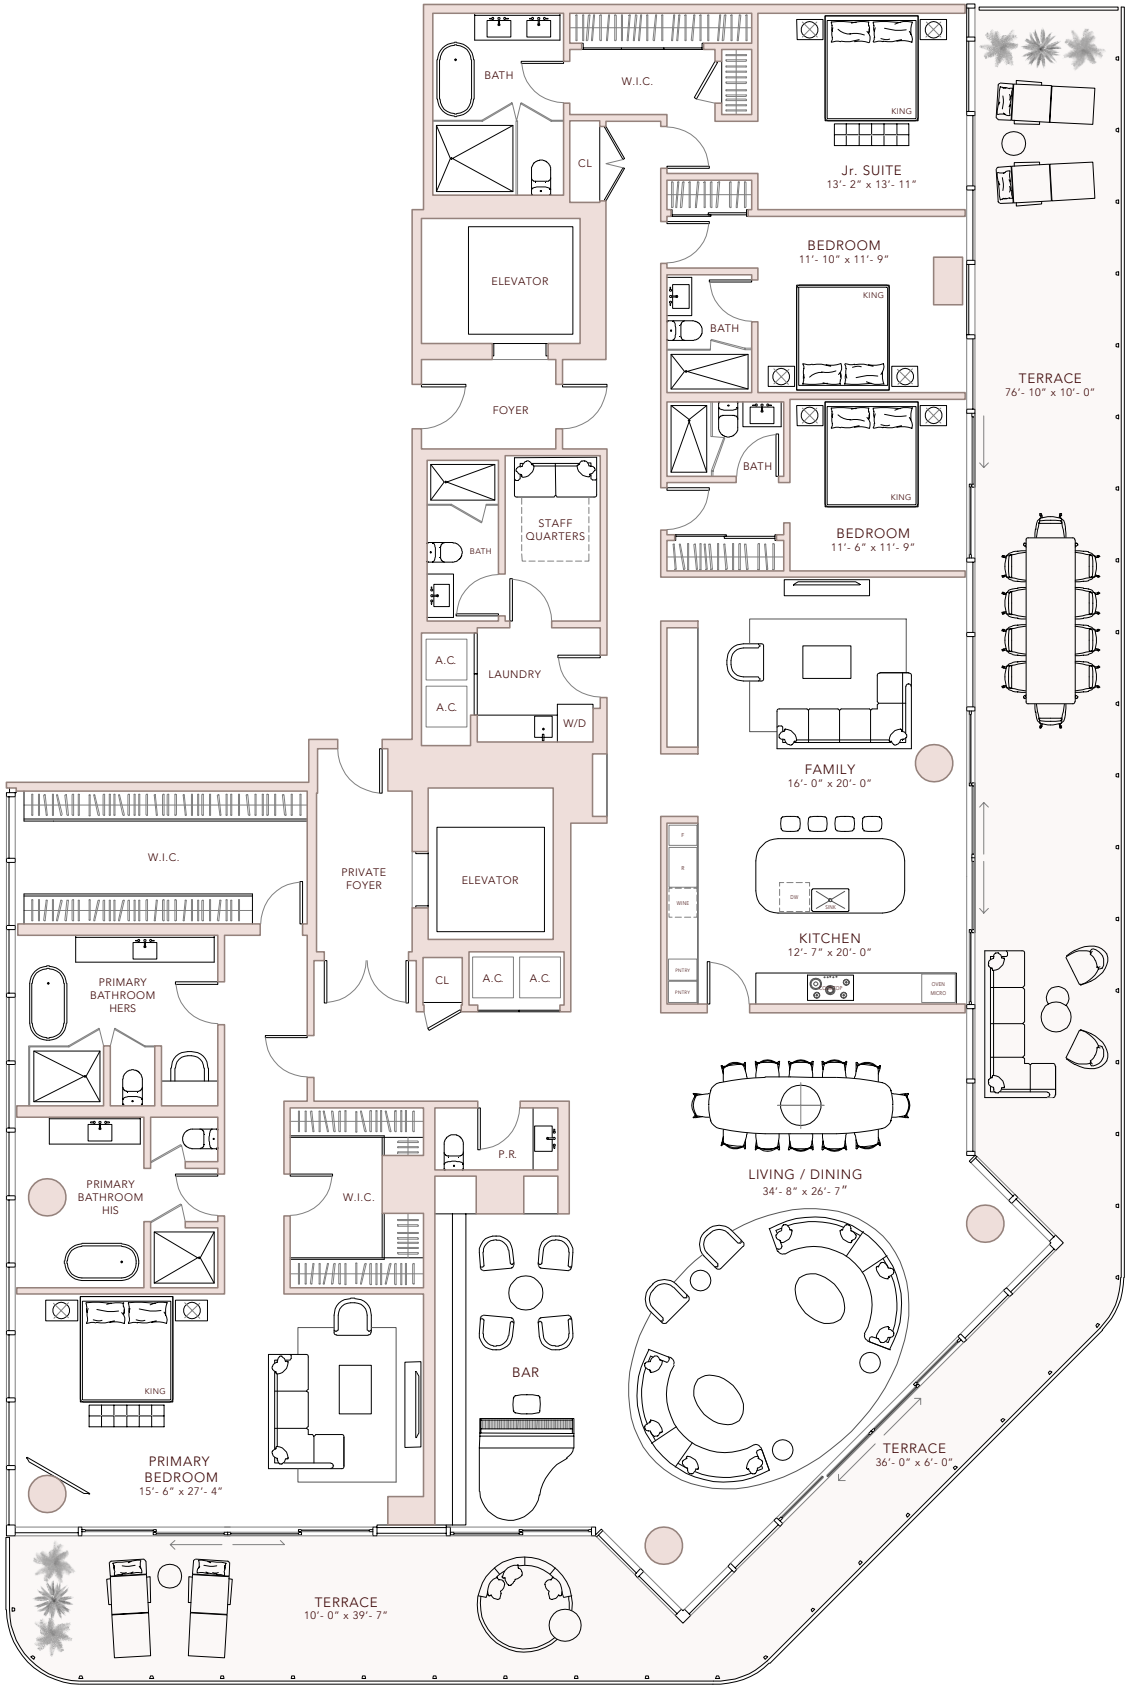 BATH
W.I.C.
KING
CL
Jr. SUITE
13'- 2" x 13'- 11"
BEDROOM
11'- 10" x 11'- 9"
ELEVATOR
KING
BATH
TERRACE
76'- 10" x 10'- 0"
FOYER
BATH
KING
STAFF
QUARTERS
BATH
BEDROOM
11'- 6" x 11'- 9"
A.C.
LAUNDRY
A.C.
W/D
FAMILY
16'- 0" x 20'- 0"
F
R
W.I.C.
PRIVATE
FOYER
ELEVATOR
DW
SINK
WINE
KITCHEN
12'- 7" x 20'- 0"
PNTRY
PNTRY
OVEN
MICRO
CL
A.C.
A.C.
PRIMARY
BATHROOM
HERS
P.R.
LIVING / DINING
34'- 8" x 26'- 7"
PRIMARY
BATHROOM
HIS
W.I.C.
BAR
KING
PRIMARY
BEDROOM
15'- 6" x 27'- 4"
TERRACE
36'- 0" x 6'- 0"
TERRACE
10'- 0" x 39'- 7"